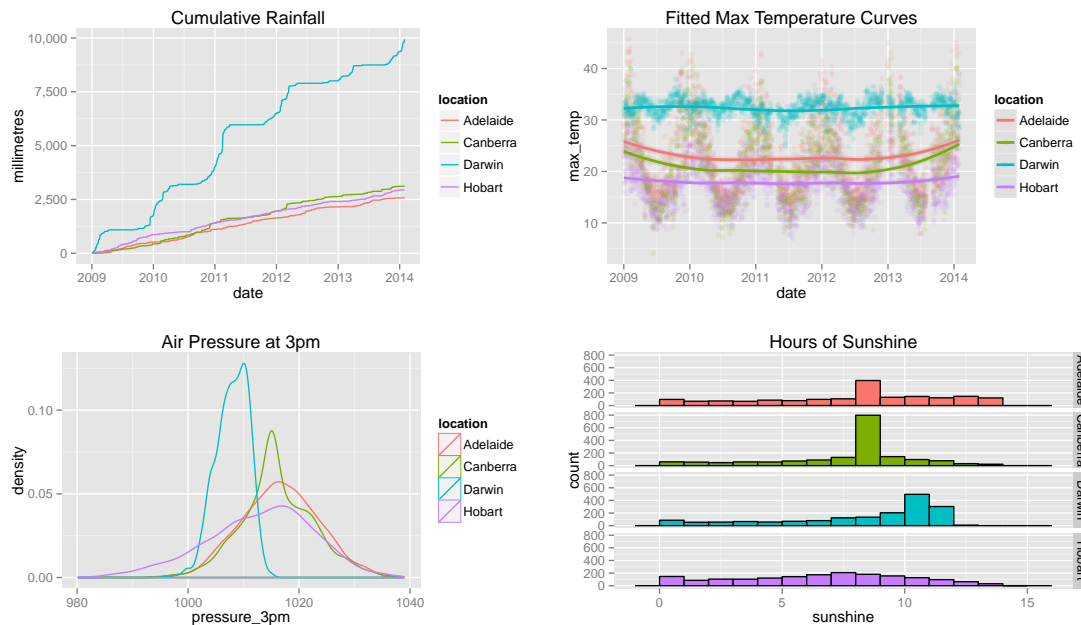 Cumulative Rainfall
10,000
7,500
5,000
2,500
0
millimetres
2009 2010 2011 2012 2013 2014
date
location
Adelaide
Canberra
Darwin
Hobart
Fitted Max Temperature Curves
40
30
20
10
max_temp
2009 2010 2011 2012 2013 2014
date
location
Adelaide
Canberra
Darwin
Hobart
Air Pressure at 3pm
0.10
0.05
0.00
density
980 1000 1020 1040
pressure_3pm
location
Adelaide
Canberra
Darwin
Hobart
Hours of Sunshine
800
600
400
200
0
Adelaide
800
600
400
200
0
Canberra
800
600
400
200
0
Darwin
800
600
400
200
0
Hobart
count
0 5 10 15
sunshine